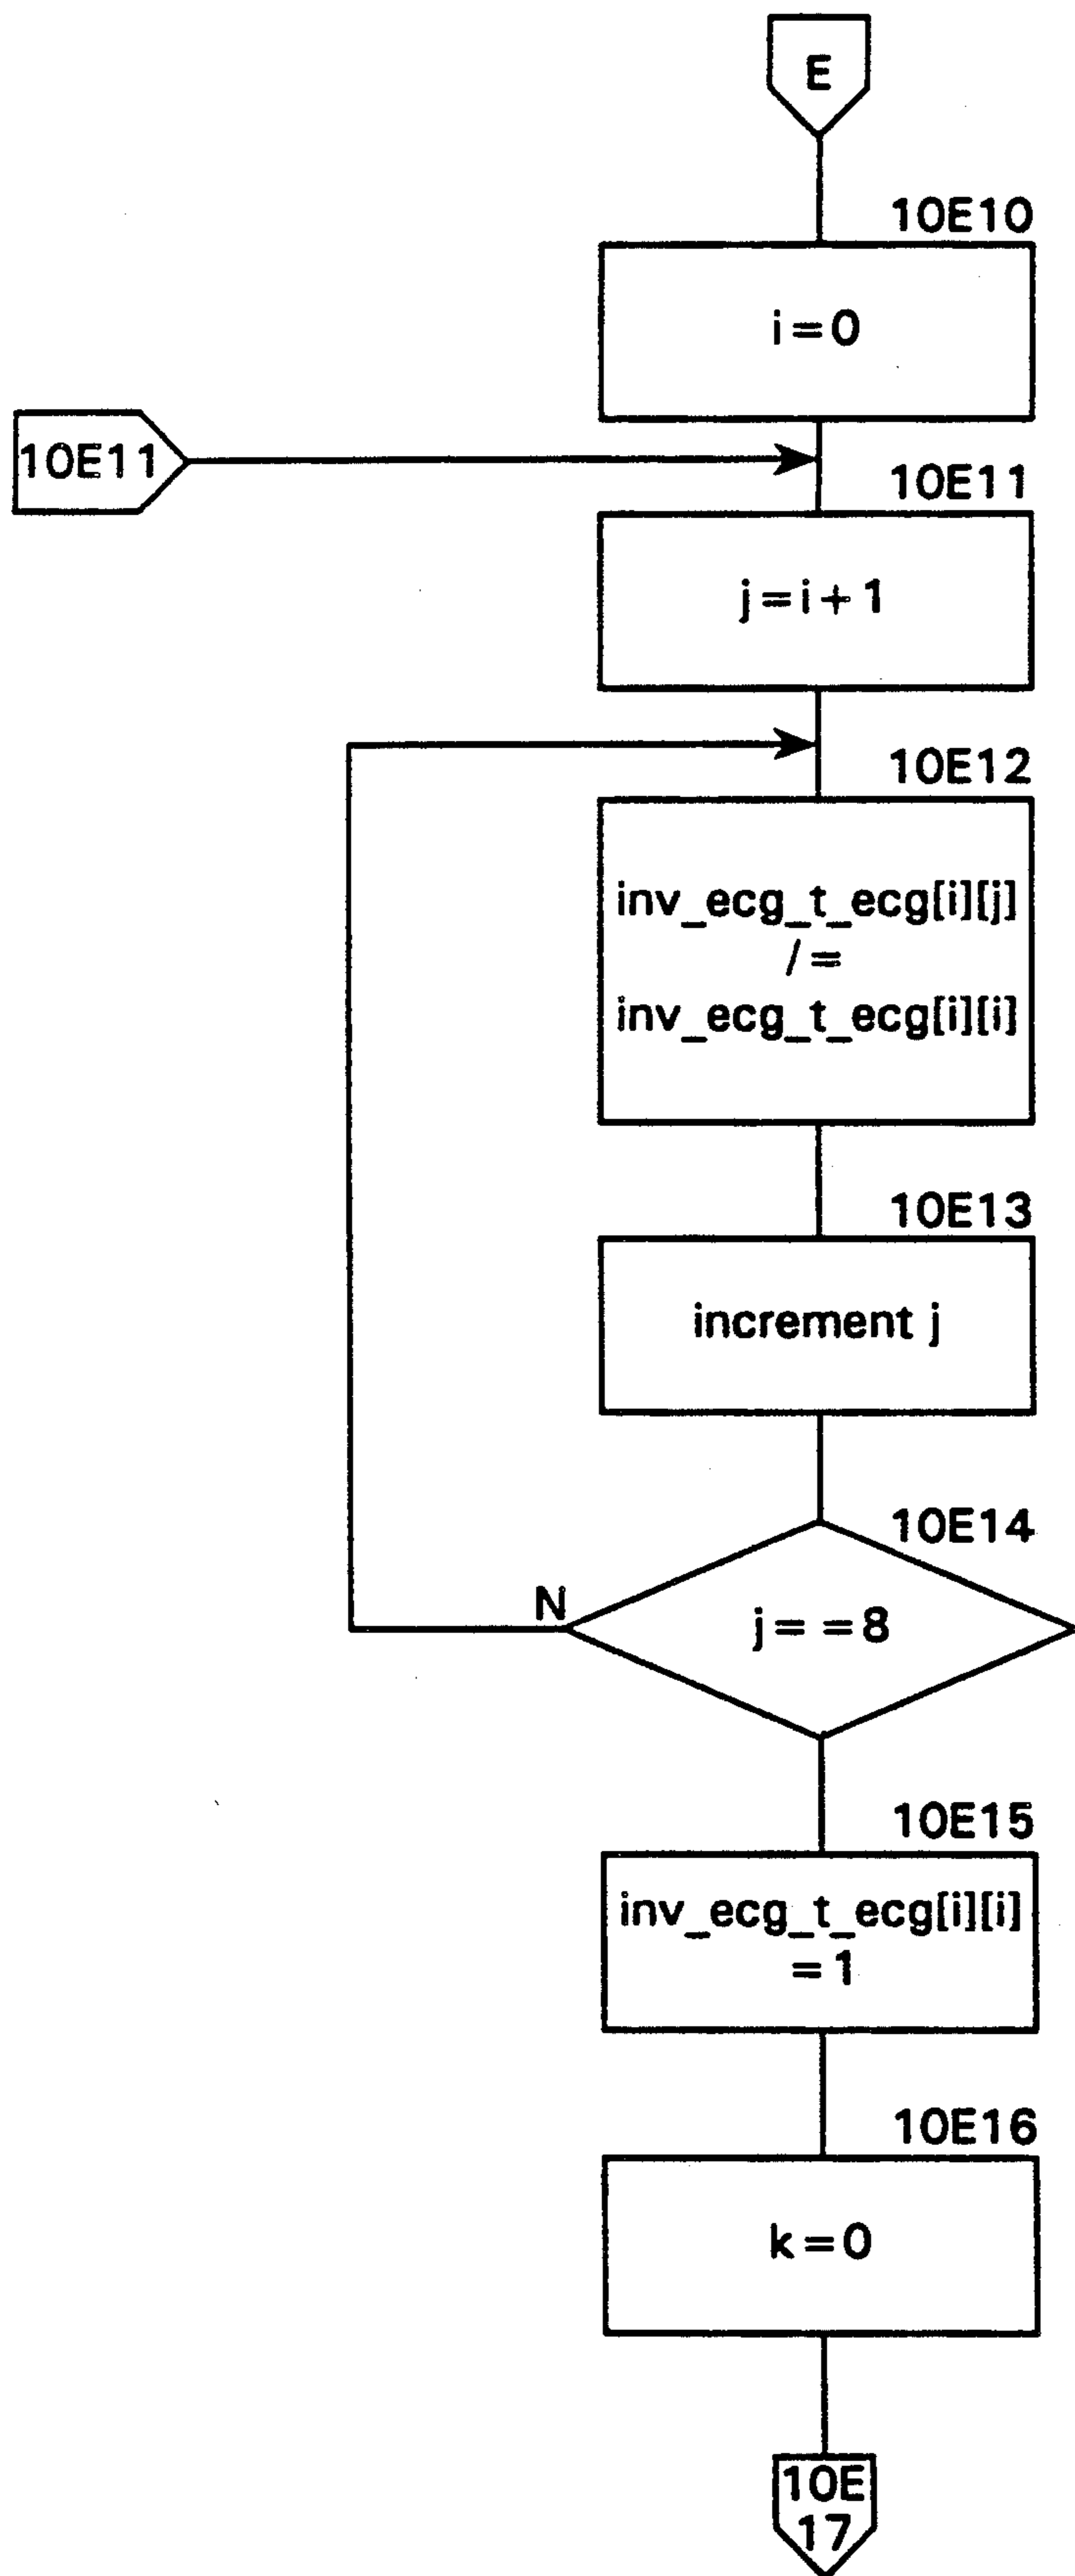 E
10E10
i=0
10E11
10E11
j=i+1
10E12
inv_ecg_t_ecg[i][j]
/=
inv_ecg_t_ecg[i][i]
10E13
increment j
10E14
N
j==8
10E15
inv_ecg_t_ecg[i][i]
=1
10E16
k=0
10E
17